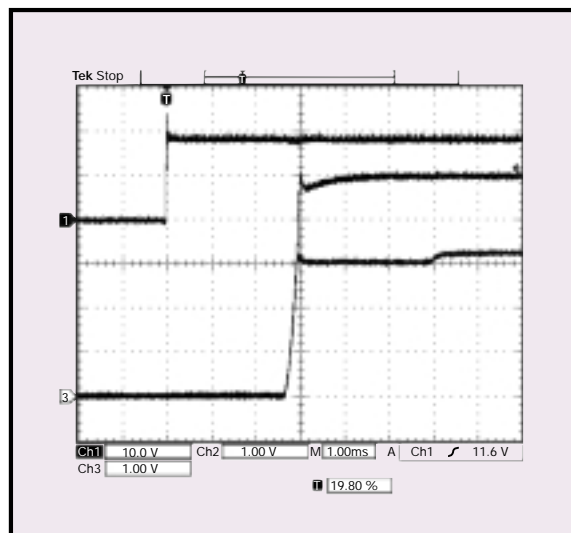 Tek Stop
T
T
1
3
Ch1 10.0 V Ch2 1.00 V M 1.00ms A Ch1 11.6 V
Ch3 1.00 V
T 19.80 %